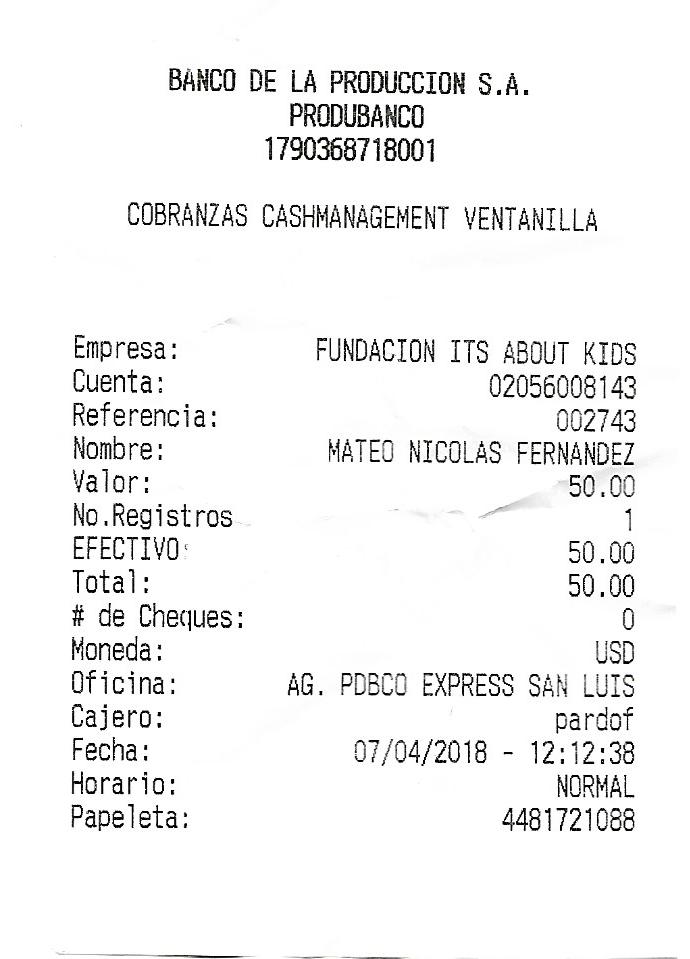 BANCO DE LA PRODUCCION S.A.
PRODUBANCO
1790368718001
COBRANZAS CASHMANAGEMENT VENTANILLA
Empresa: FUNDACION ITS ABOUT KIDS
Cuenta: 02056008143
Referencia: 002743
Nombre: MATEO NICOLAS FERNANDEZ
Valor: 50.00
No.Registros 1
EFECTIVO: 50.00
Total: 50.00
# de Cheques: 0
Moneda: USD
Oficina: AG. PDBCO EXPRESS SAN LUIS
Cajero: pardof
Fecha: 07/04/2018 - 12:12:38
Horario: NORMAL
Papeleta: 4481721088